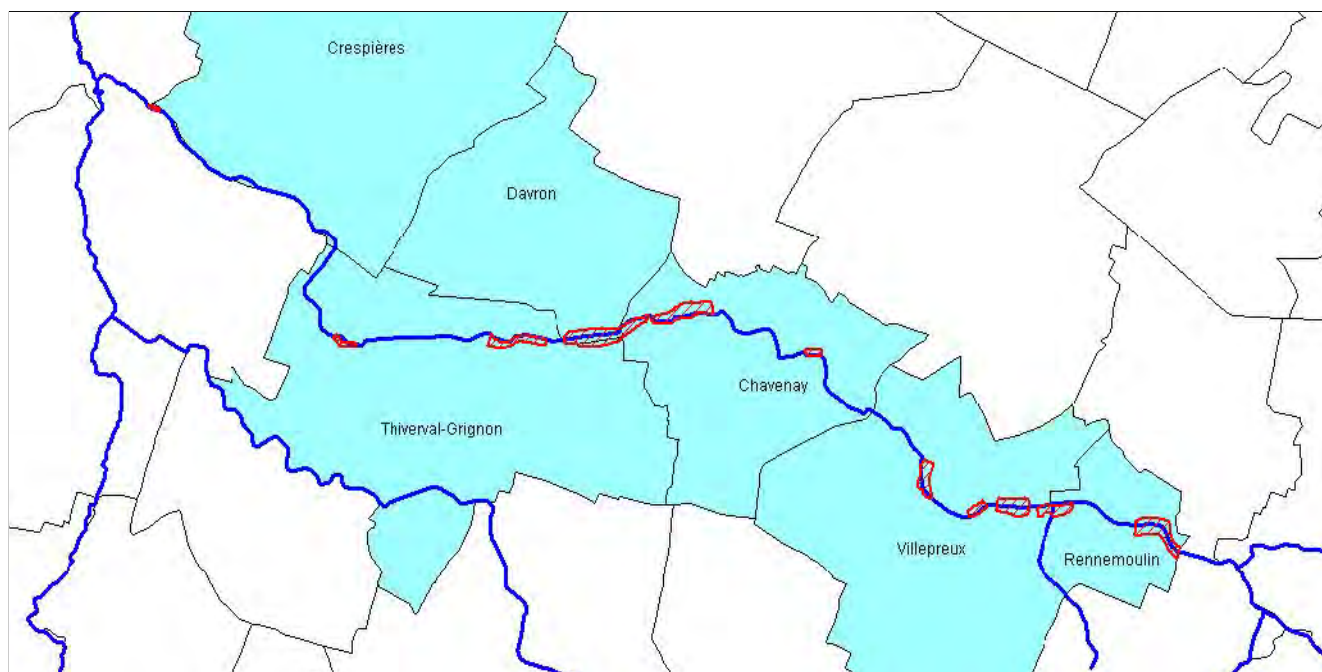 Crespières
Davron
Chavenay
Thiverval-Grignon
Villepreux
Rennemoulin